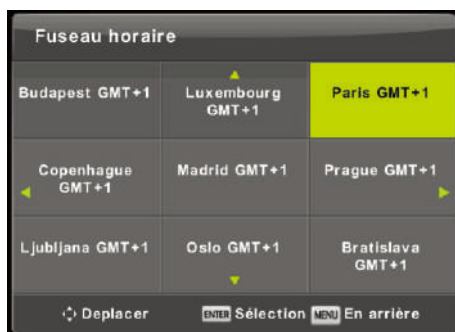 Fuseau horaire
Budapest GMT+1
Luxembourg
GMT+1
Paris GMT+1
Copenhague
GMT+1
Madrid GMT+1
Prague GMT+1
Ljubljana GMT+1
Oslo GMT+1
Bratislava
GMT+1
Deplacer
ENTER Sélection MENU En arrière